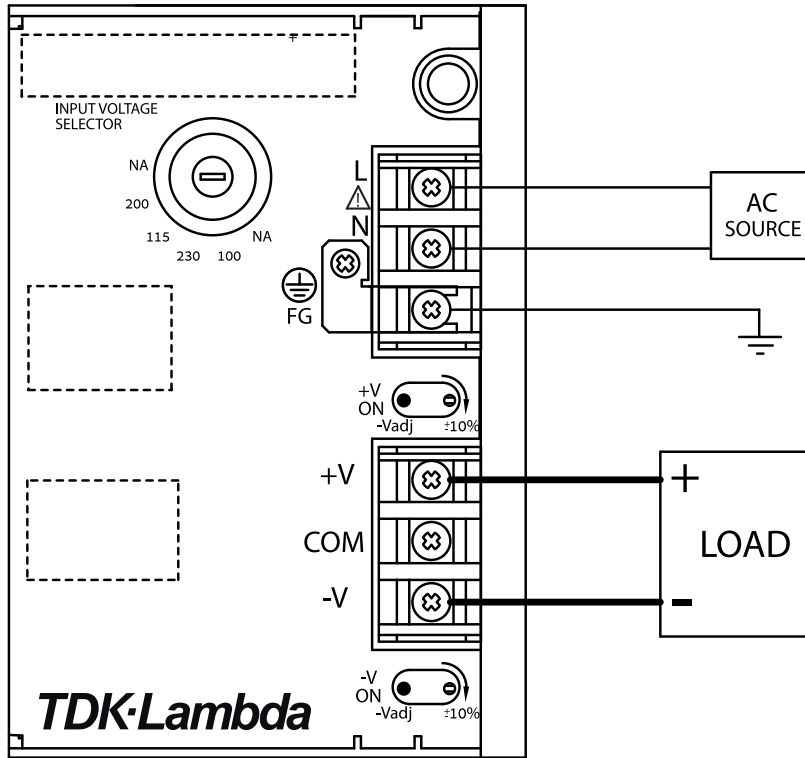 +
INPUT VOLTAGE
SELECTOR
NA
200
115
230
100
NA
L
N
FG
AC
SOURCE
+V
ON
-Vadj
±10%
+V
COM
-V
+
LOAD
-
-V
ON
-Vadj
±10%
TDK·Lambda